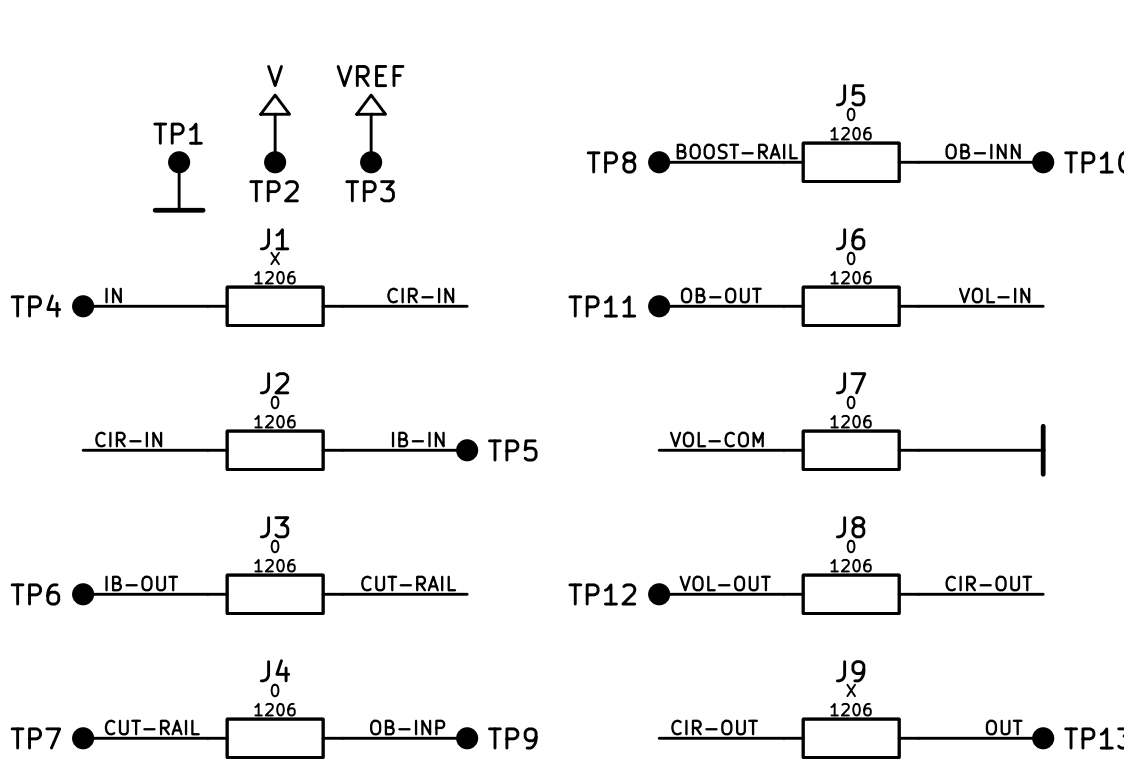 V VREF
TP1
TP2 TP3
J1
X
1206
TP4 IN CIR-IN
J2
0
1206
CIR-IN IB-IN TP5
J3
0
1206
TP6 IB-OUT CUT-RAIL
J4
0
1206
TP7 CUT-RAIL OB-INP TP9
J5
0
1206
TP8 BOOST-RAIL OB-INN TP10
J6
0
1206
TP11 OB-OUT VOL-IN
J7
0
1206
VOL-COM
J8
0
1206
TP12 VOL-OUT CIR-OUT
J9
X
1206
CIR-OUT OUT TP13